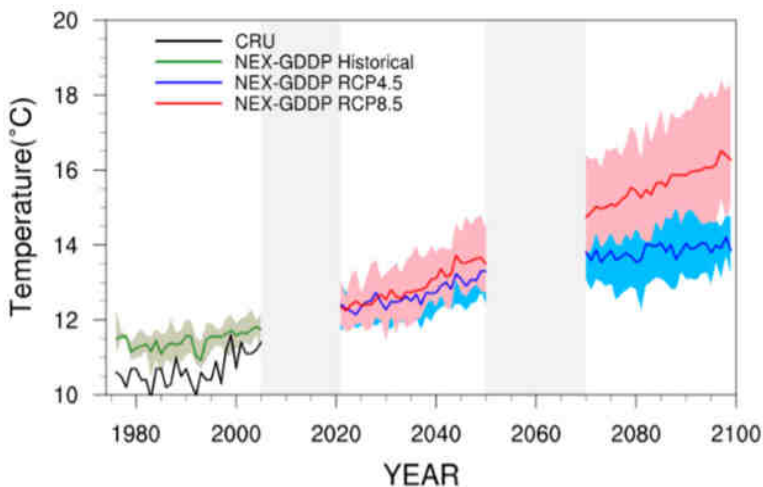 20
18
16
14
12
10
Temperature(°C)
CRU
NEX-GDDP Historical
NEX-GDDP RCP4.5
NEX-GDDP RCP8.5
1980 2000 2020 2040 2060 2080 2100
YEAR